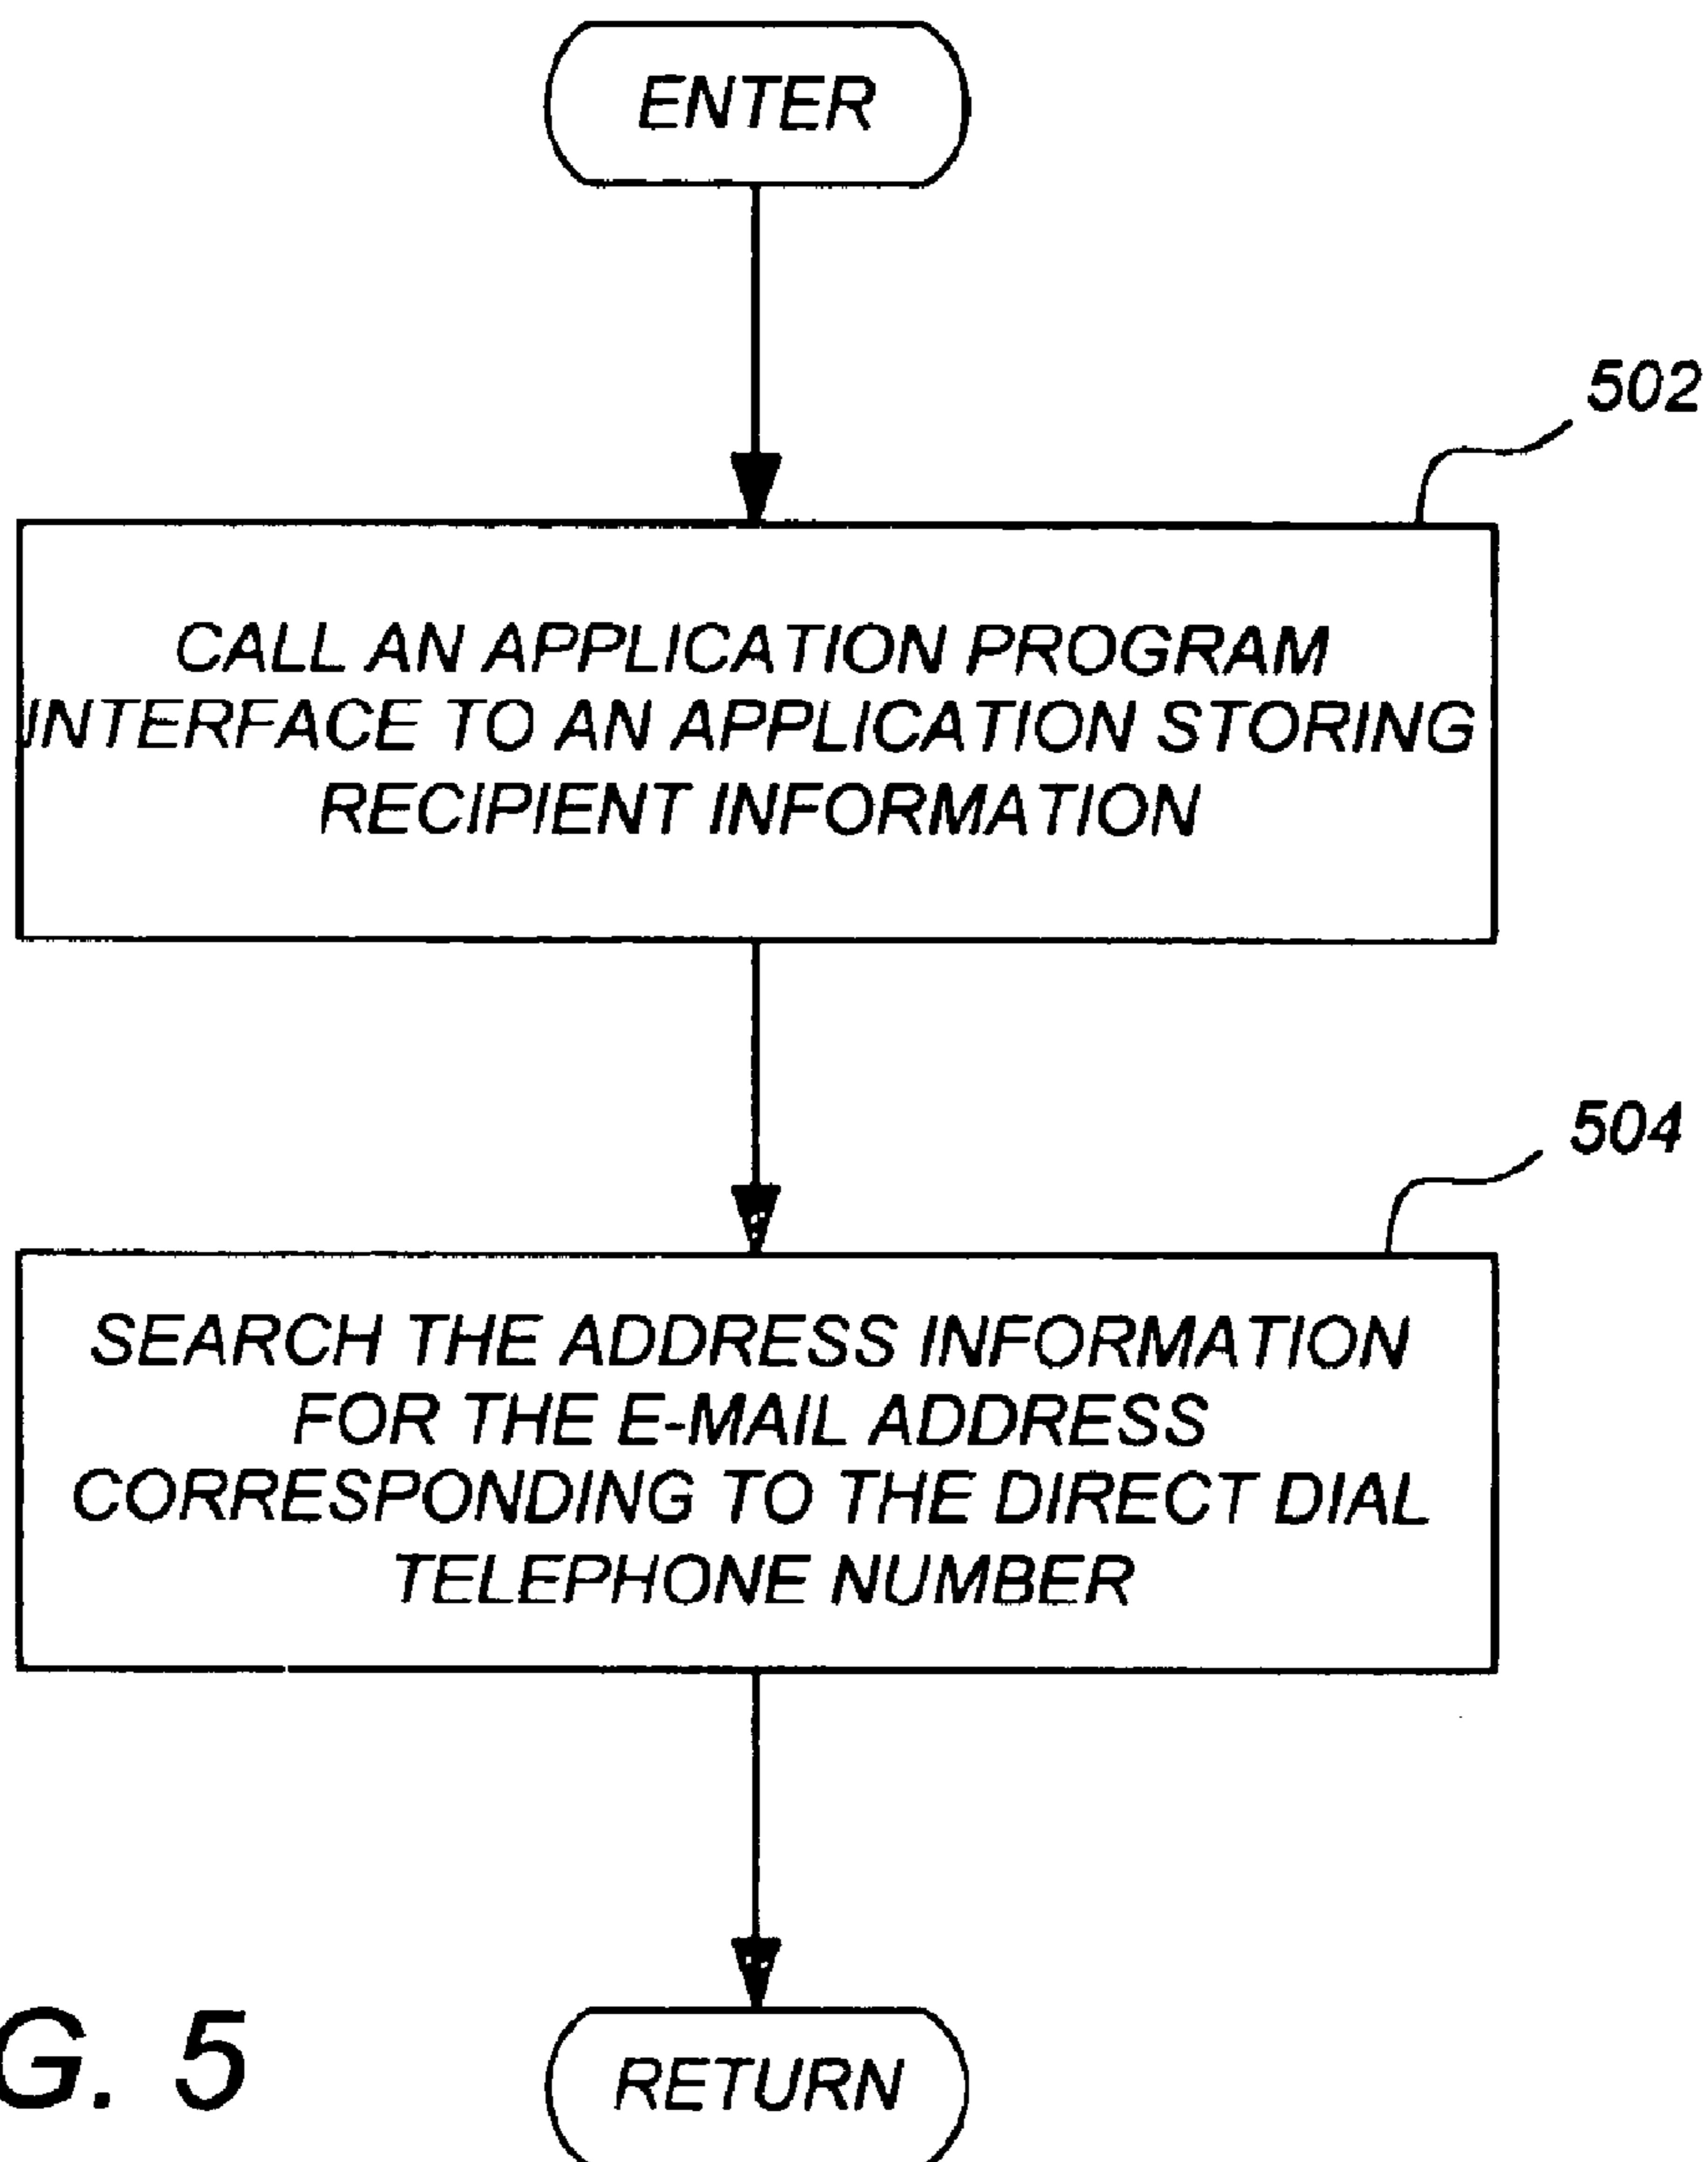 ENTER
502
CALL AN APPLICATION PROGRAM
INTERFACE TO AN APPLICATION STORING
RECIPIENT INFORMATION
504
SEARCH THE ADDRESS INFORMATION
FOR THE E-MAIL ADDRESS
CORRESPONDING TO THE DIRECT DIAL
TELEPHONE NUMBER
G. 5
RETURN